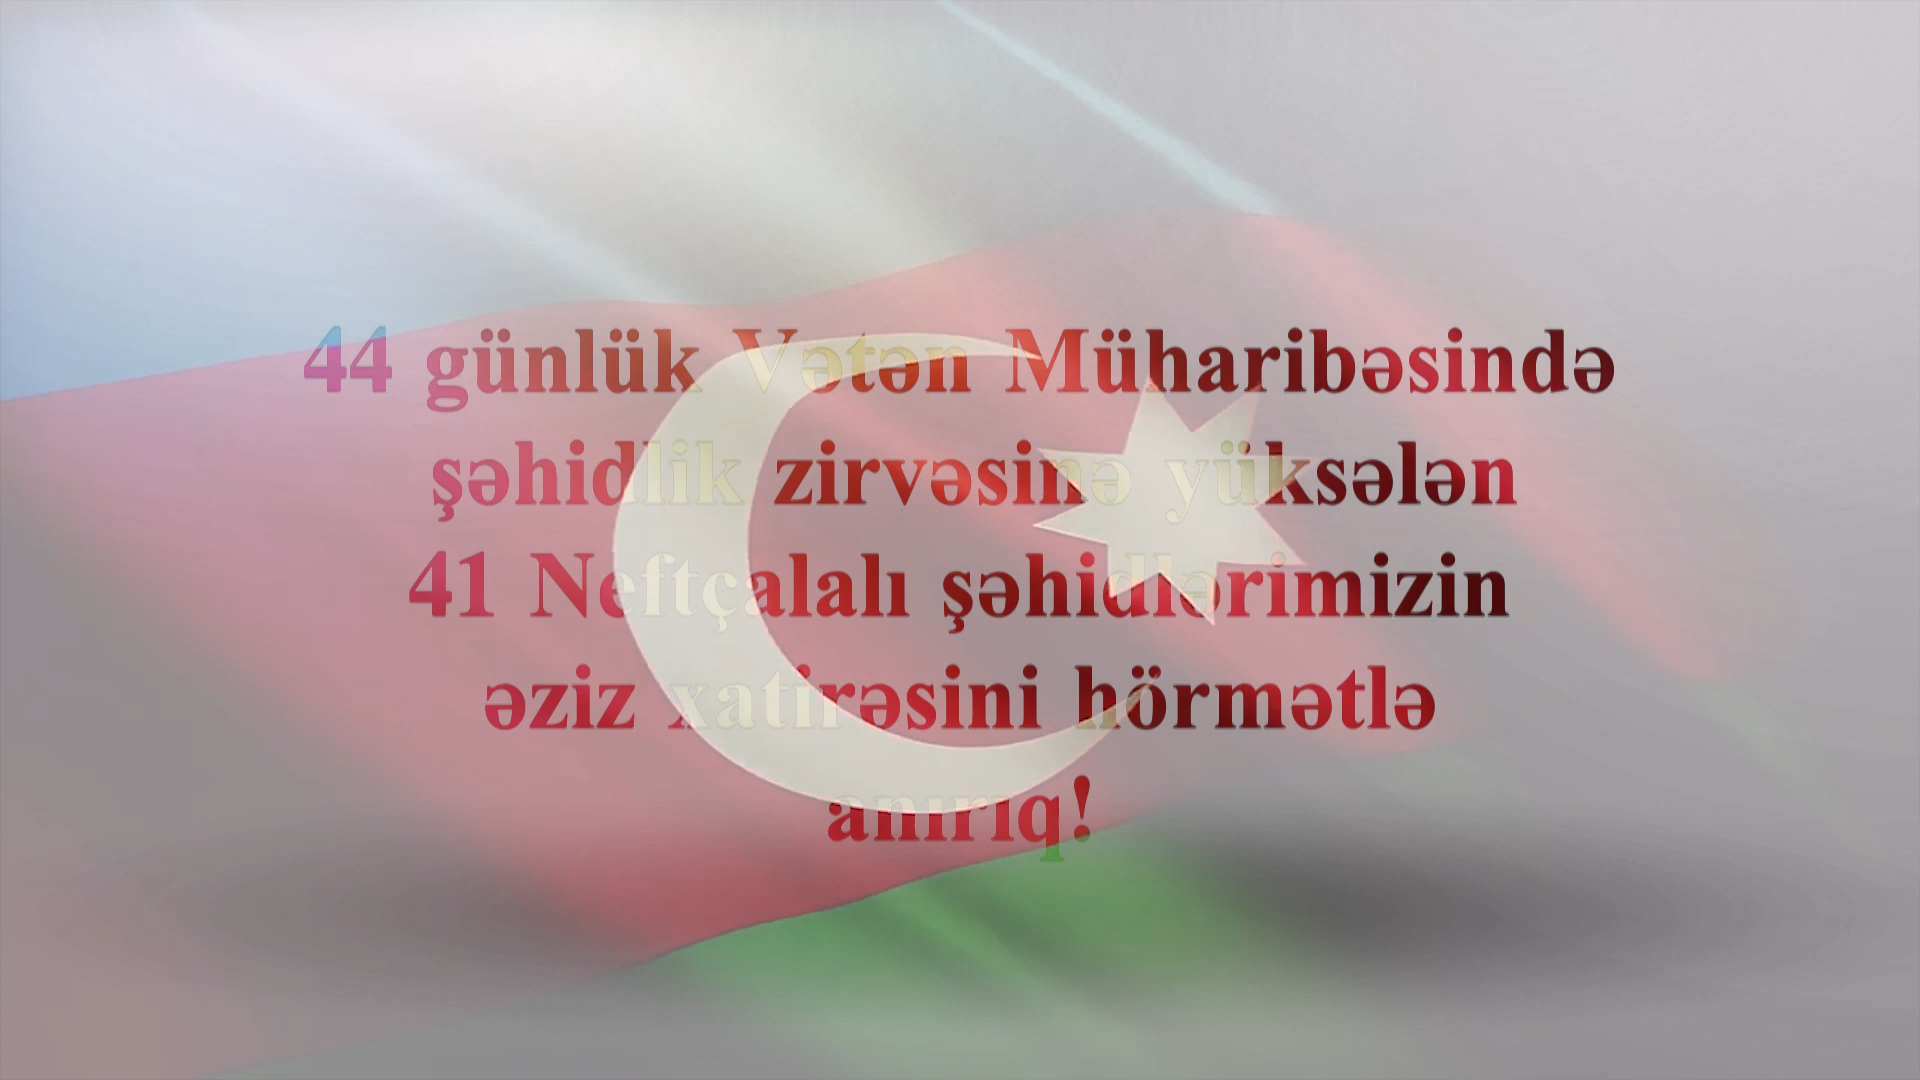 44 günlük Vətən Müharibəsində
şəhidlik zirvəsinə yüksələn
41 Neftçalalı şəhidlərimizin
əziz xatirəsini hörmətlə
anırıq!